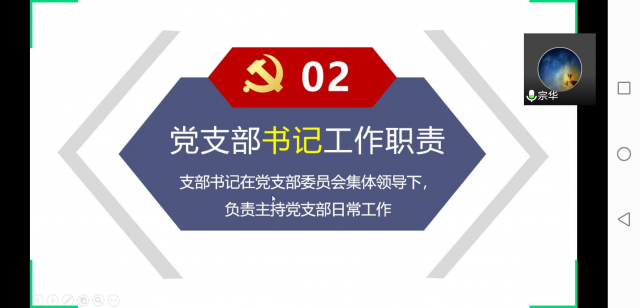 02
宗华
党支部书记工作职责
支部书记在党支部委员会集体领导下，
负责主持党支部日常工作